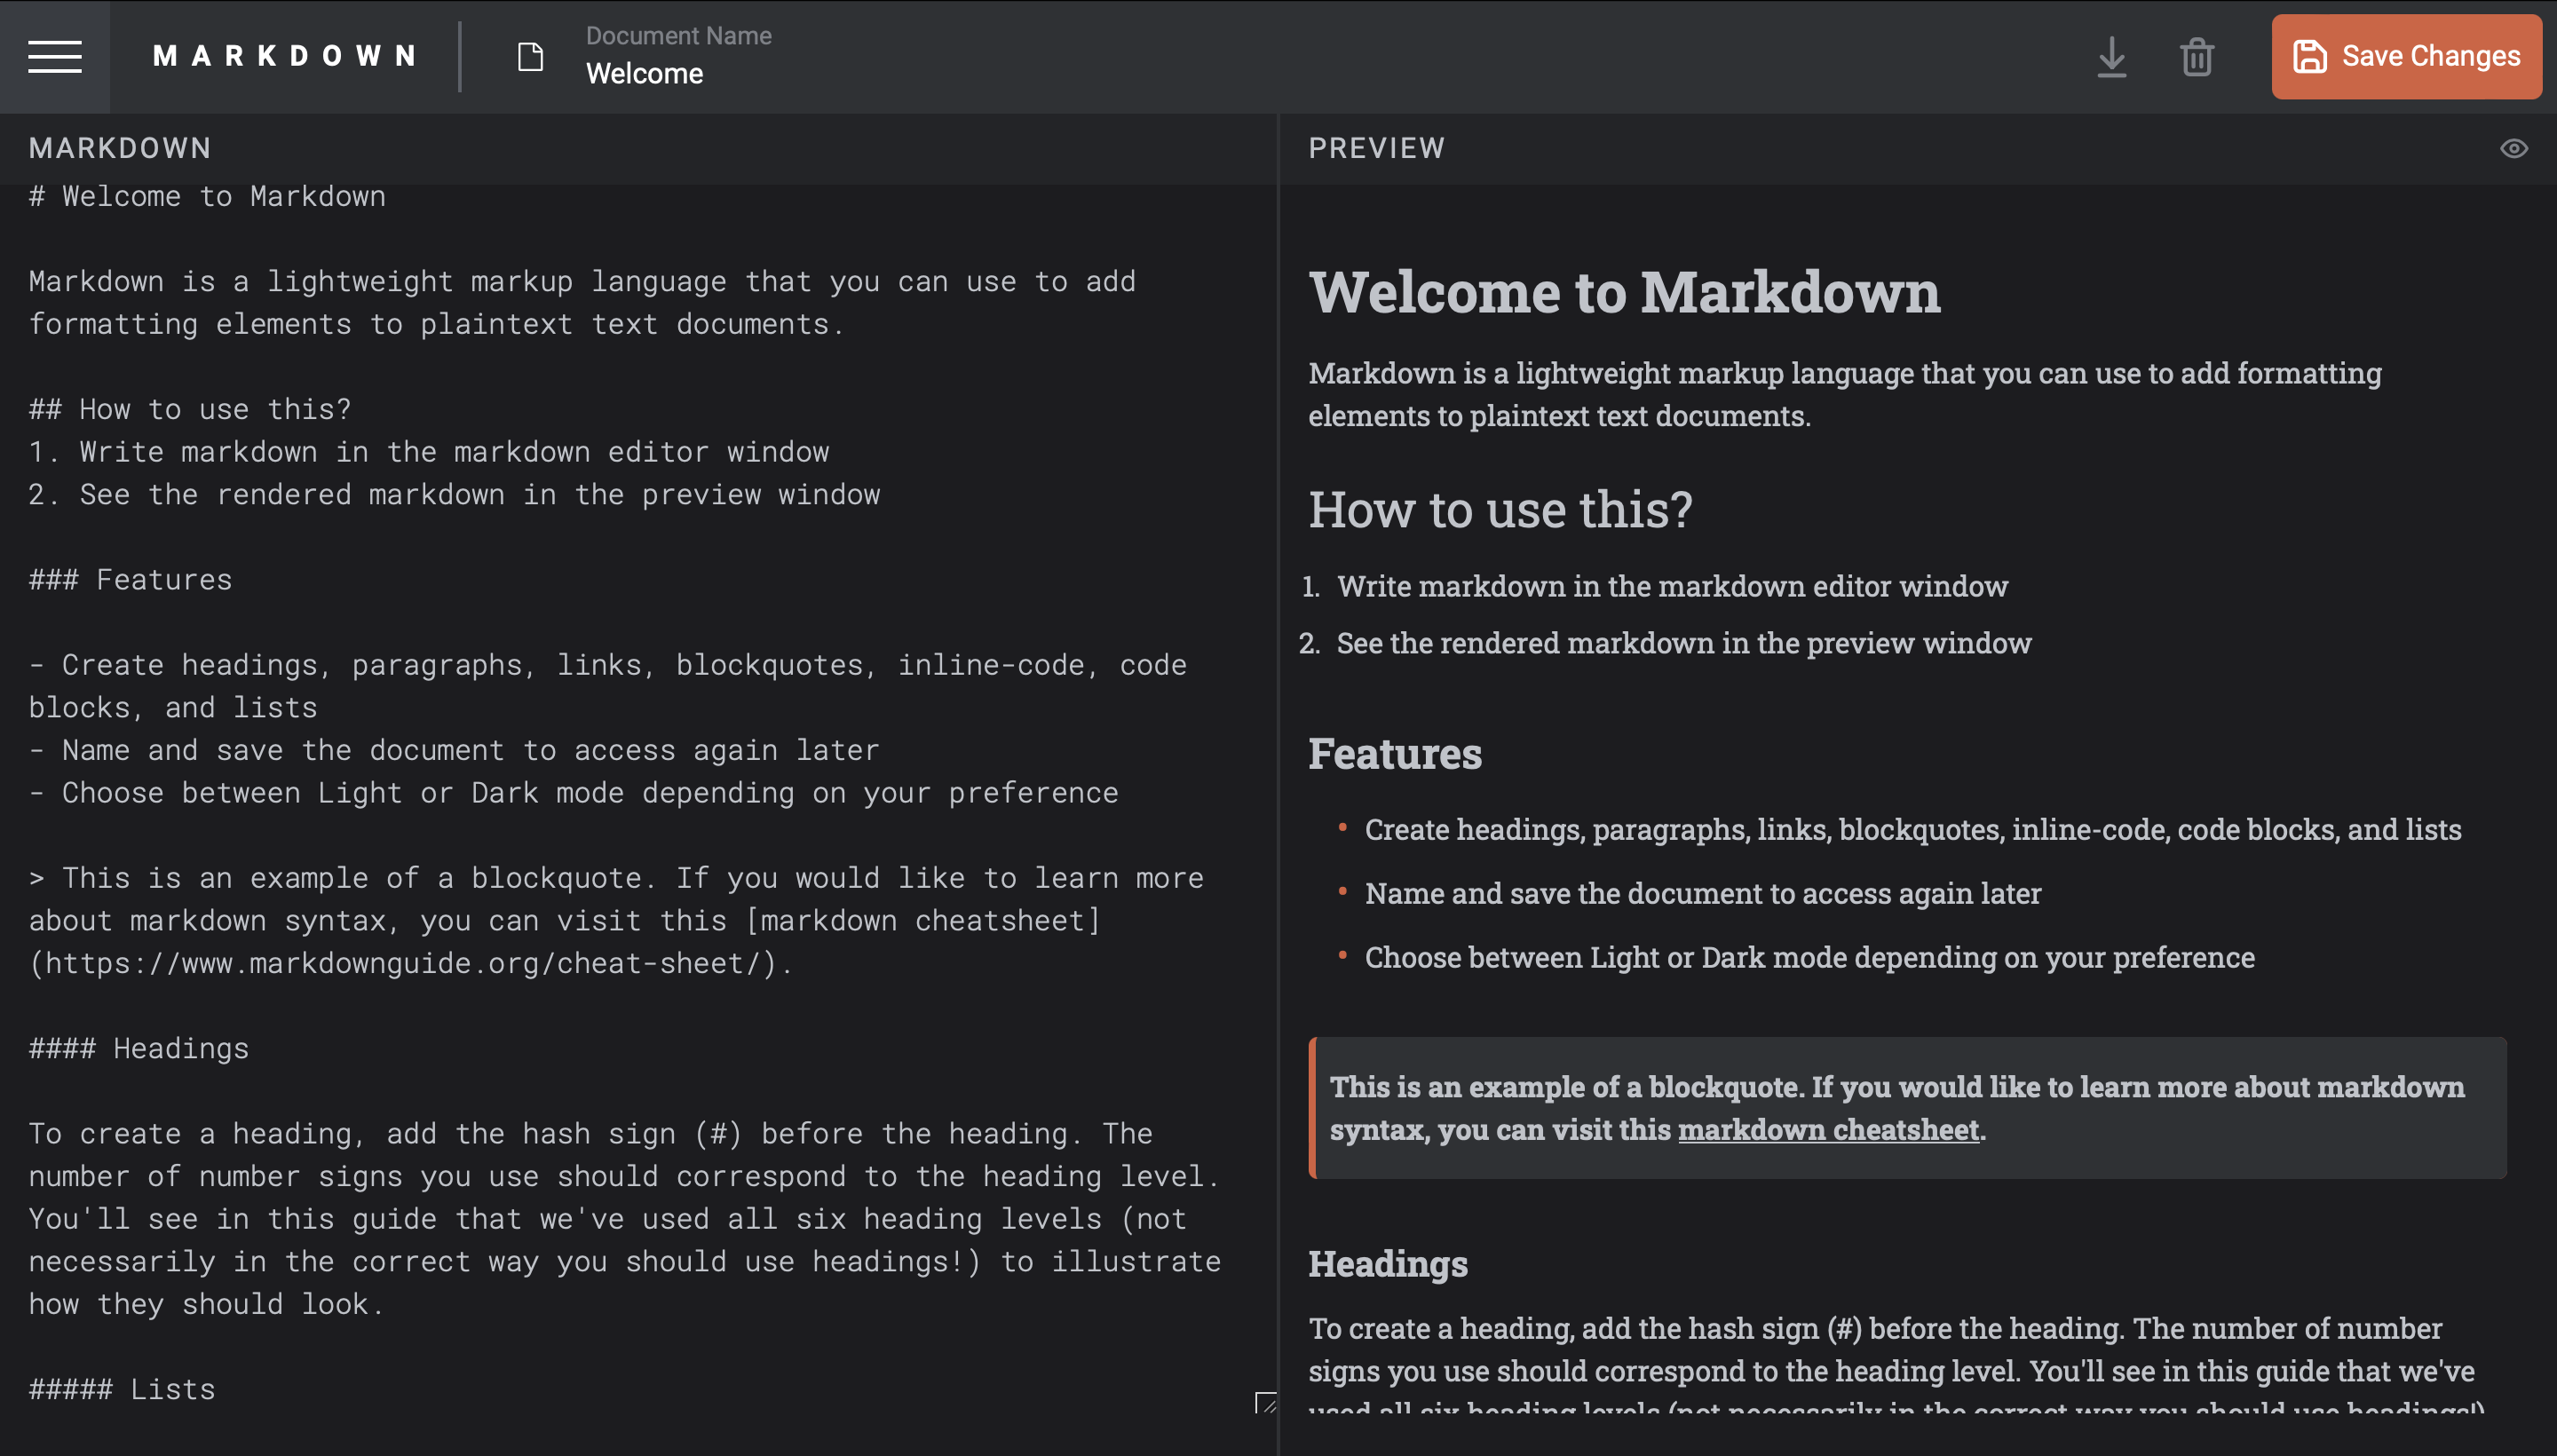 MARKDOWN
Document Name
Welcome
Save Changes
MARKDOWN
# Welcome to Markdown
Markdown is a lightweight markup language that you can use to add
formatting elements to plaintext text documents.
## How to use this?
1. Write markdown in the markdown editor window
2. See the rendered markdown in the preview window
### Features
- Create headings, paragraphs, links, blockquotes, inline-code, code
blocks, and lists
- Name and save the document to access again later
- Choose between Light or Dark mode depending on your preference
> This is an example of a blockquote. If you would like to learn more
about markdown syntax, you can visit this [markdown cheatsheet]
(https://www.markdownguide.org/cheat-sheet/).
#### Headings
To create a heading, add the hash sign (#) before the heading. The
number of number signs you use should correspond to the heading level.
You'll see in this guide that we've used all six heading levels (not
necessarily in the correct way you should use headings!) to illustrate
how they should look.
##### Lists
PREVIEW
Welcome to Markdown
Markdown is a lightweight markup language that you can use to add formatting
elements to plaintext text documents.
How to use this?
1. Write markdown in the markdown editor window
2. See the rendered markdown in the preview window
Features
• Create headings, paragraphs, links, blockquotes, inline-code, code blocks, and lists
• Name and save the document to access again later
• Choose between Light or Dark mode depending on your preference
This is an example of a blockquote. If you would like to learn more about markdown
syntax, you can visit this markdown cheatsheet.
Headings
To create a heading, add the hash sign (#) before the heading. The number of number
signs you use should correspond to the heading level. You'll see in this guide that we've
used all six heading levels (not necessarily in the correct way you should use headings!)